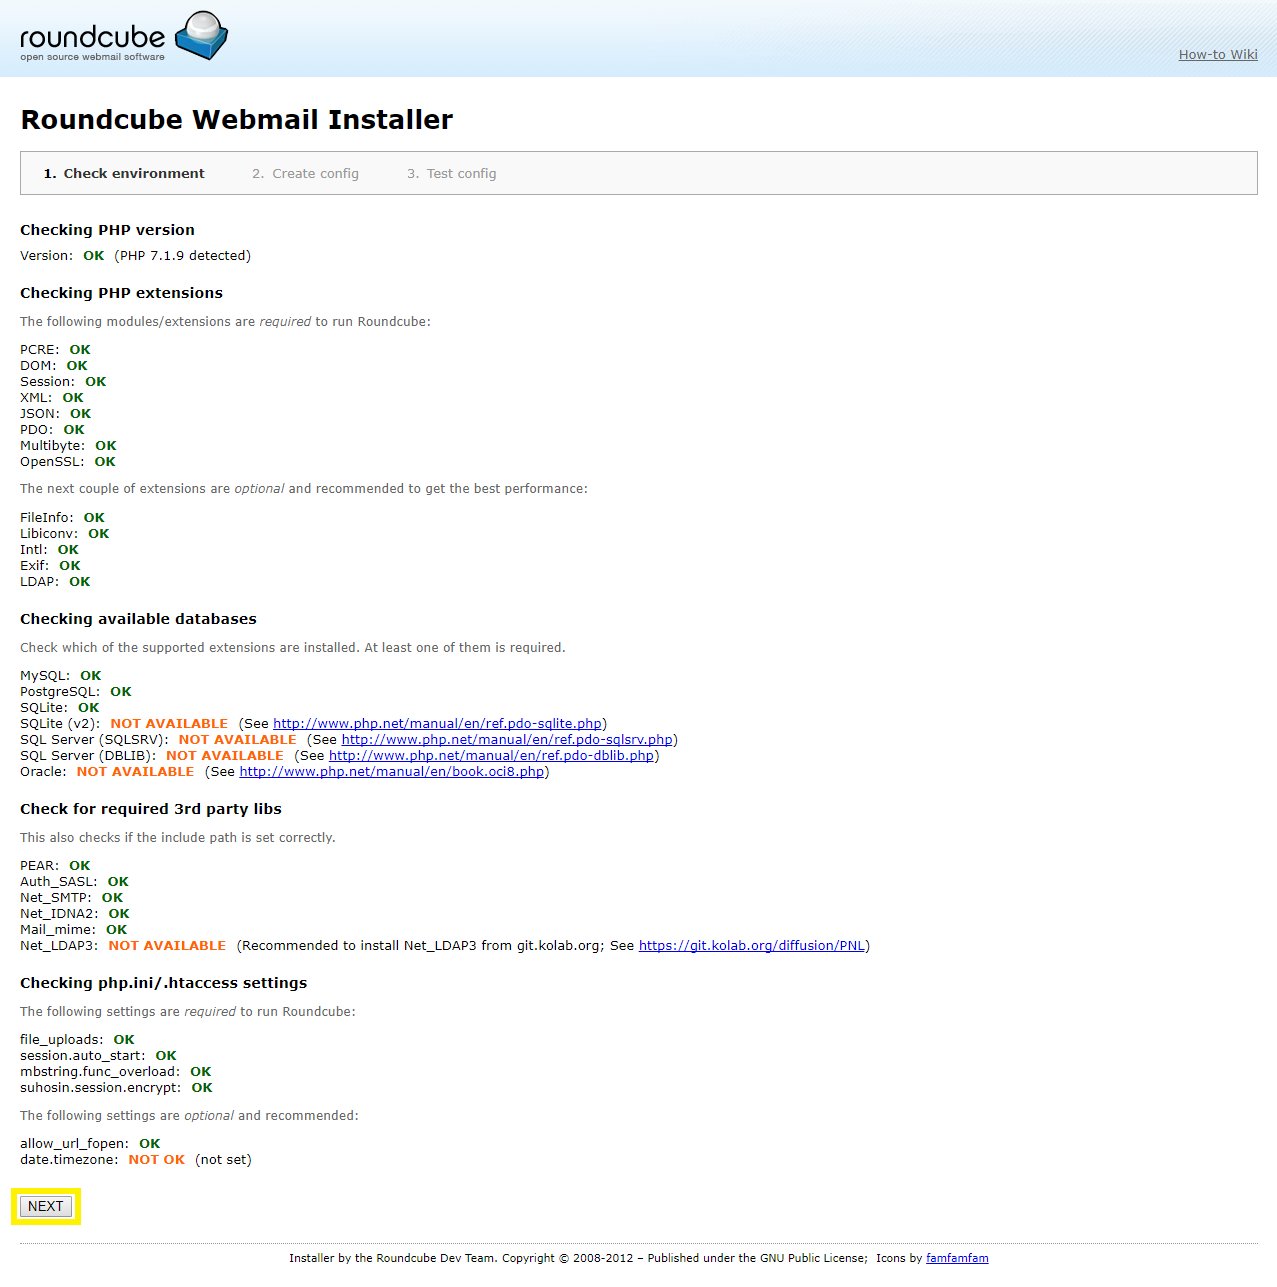 roundcube
open source webmail software
How-to Wiki
Roundcube Webmail Installer
1. Check environment 2. Create config 3. Test config
Checking PHP version
Version: OK (PHP 7.1.9 detected)
Checking PHP extensions
The following modules/extensions are required to run Roundcube:
PCRE: OK
DOM: OK
Session: OK
XML: OK
JSON: OK
PDO: OK
Multibyte: OK
OpenSSL: OK
The next couple of extensions are optional and recommended to get the best performance:
FileInfo: OK
Libiconv: OK
Intl: OK
Exif: OK
LDAP: OK
Checking available databases
Check which of the supported extensions are installed. At least one of them is required.
MySQL: OK
PostgreSQL: OK
SQLite: OK
SQLite (v2): NOT AVAILABLE (See http://www.php.net/manual/en/ref.pdo-sqlite.php)
SQL Server (SQLSRV): NOT AVAILABLE (See http://www.php.net/manual/en/ref.pdo-sqlsrv.php)
SQL Server (DBLIB): NOT AVAILABLE (See http://www.php.net/manual/en/ref.pdo-dblib.php)
Oracle: NOT AVAILABLE (See http://www.php.net/manual/en/book.oci8.php)
Check for required 3rd party libs
This also checks if the include path is set correctly.
PEAR: OK
Auth_SASL: OK
Net_SMTP: OK
Net_IDNA2: OK
Mail_mime: OK
Net_LDAP3: NOT AVAILABLE (Recommended to install Net_LDAP3 from git.kolab.org; See https://git.kolab.org/diffusion/PNL)
Checking php.ini/.htaccess settings
The following settings are required to run Roundcube:
file_uploads: OK
session.auto_start: OK
mbstring.func_overload: OK
suhosin.session.encrypt: OK
The following settings are optional and recommended:
allow_url_fopen: OK
date.timezone: NOT OK (not set)
NEXT
Installer by the Roundcube Dev Team. Copyright © 2008-2012 – Published under the GNU Public License; Icons by famfamfam